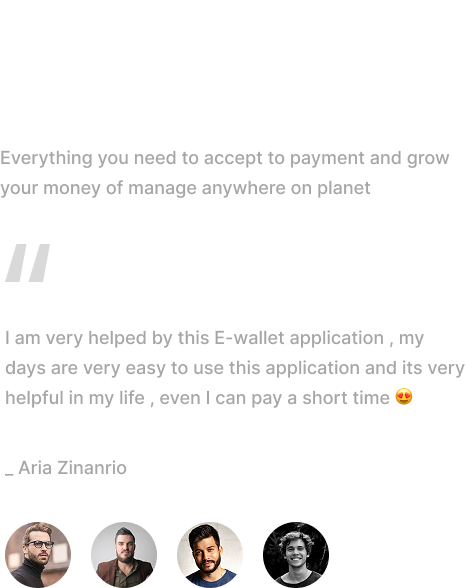 Everything you need to accept to payment and grow
your money of manage anywhere on planet
"
I am very helped by this E-wallet application , my
days are very easy to use this application and its very
helpful in my life , even I can pay a short time 😍
_ Aria Zinanrio